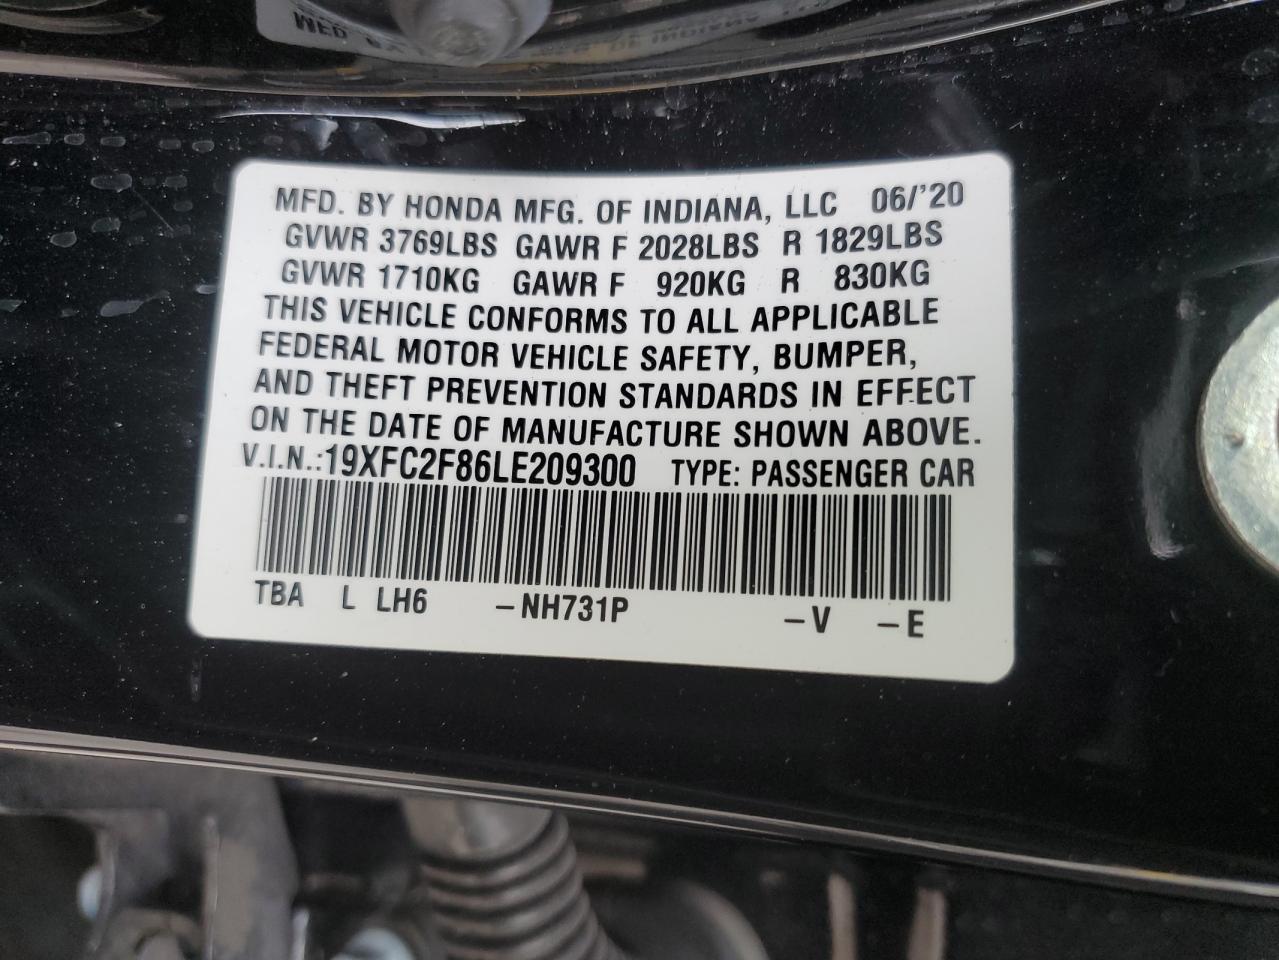 MFD. BY HONDA MFG. OF INDIANA, LLC 06/'20
GVWR 3769LBS GAWR F 2028LBS R 1829LBS
GVWR 1710KG GAWR F 920KG R 830KG
THIS VEHICLE CONFORMS TO ALL APPLICABLE
FEDERAL MOTOR VEHICLE SAFETY, BUMPER,
AND THEFT PREVENTION STANDARDS IN EFFECT
ON THE DATE OF MANUFACTURE SHOWN ABOVE.
V.I.N.:19XFC2F86LE209300 TYPE: PASSENGER CAR
TBA L LH6 -NH731P -V -E